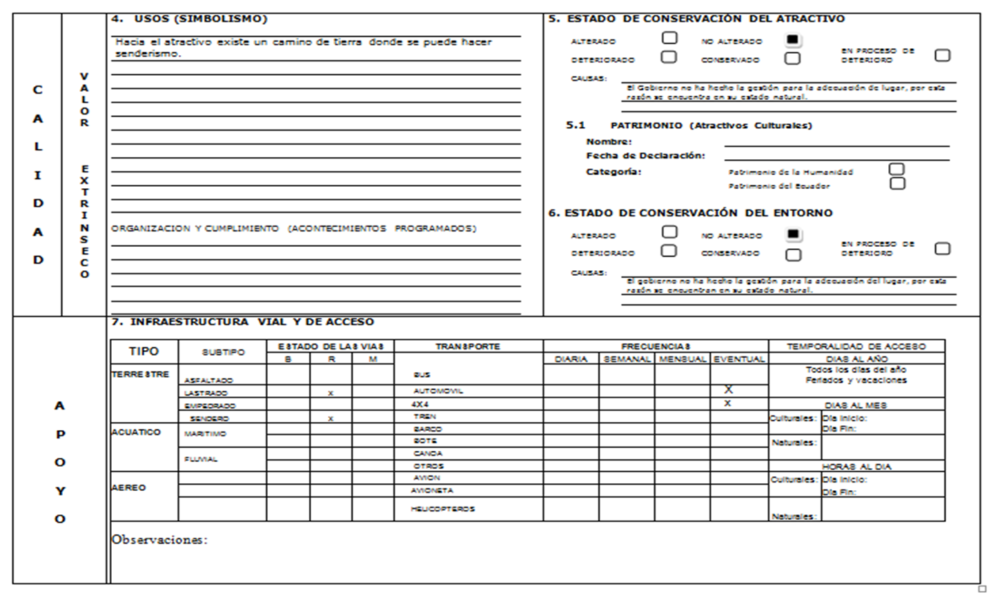 CALIDAD
VALOR EXTRINSECO
4. USOS (SIMBOLISMO)
Hacia el atractivo existe un camino de tierra donde se puede hacer
senderismo.
ORGANIZACION Y CUMPLIMIENTO (ACONTECIMIENTOS PROGRAMADOS)
5. ESTADO DE CONSERVACIÓN DEL ATRACTIVO
ALTERADO NO ALTERADO
DETERIORADO CONSERVADO
EN PROCESO DE
DETERIORO
CAUSAS:
El Gobierno no ha hecho la gestión para la adecuación de lugar, por esta
razón se encuentra en su estado natural.
5.1 PATRIMONIO (Atractivos Culturales)
Nombre:
Fecha de Declaración:
Categoría: Patrimonio de la Humanidad
Patrimonio del Ecuador
6. ESTADO DE CONSERVACIÓN DEL ENTORNO
ALTERADO NO ALTERADO
DETERIORADO CONSERVADO
EN PROCESO DE
DETERIORO
CAUSAS:
El gobierno no ha hecho la gestión para la adecuación del lugar, por esta
razón se encuentran en su estado natural.
APOYO
7. INFRAESTRUCTURA VIAL Y DE ACCESO
TIPO SUBTIPO ESTADO DE LAS VIAS TRANSPORTE FRECUENCIAS TEMPORALIDAD DE ACCESO
B R M DIARIA SEMANAL MENSUAL EVENTUAL DIAS AL AÑO
TERRESTRE ASFALTADO BUS Todos los días del año
Feriados y vacaciones
LASTRADO x AUTOMOVIL X
EMPEDRADO 4X4 x DIAS AL MES
SENDERO x TREN Culturales: Día Inicio:
Día Fin:
ACUATICO MARITIMO BARCO
BOTE Naturales:
FLUVIAL CANOA
OTROS HORAS AL DIA
AEREO AVION Culturales: Día Inicio:
AVIONETA Día Fin:
HELICOPTEROS Naturales:
Observaciones: